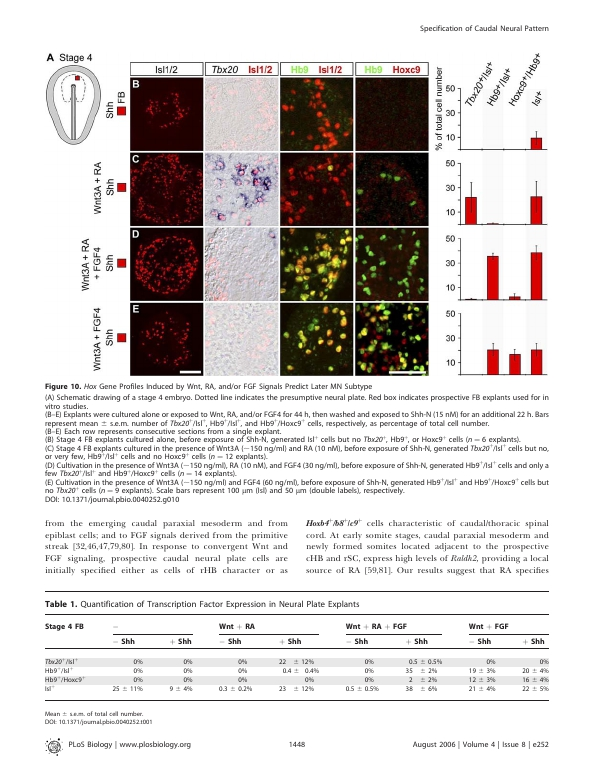 Specification of Caudal Neural Pattern
A Stage 4
Isl1/2
Tbx20 Isl1/2
Hb9 Isl1/2
Hb9 Hoxc9
Tbx20+/Isl+
Hb9+/Isl+
Hoxc9+/Hb9+
Isl+
% of total cell number
B
Shh
FB
50
30
10
C
Wnt3A + RA
Shh
50
30
10
D
Wnt3A + RA
+ FGF4
Shh
50
30
10
E
Wnt3A + FGF4
Shh
50
30
10
Figure 10. Hox Gene Profiles Induced by Wnt, RA, and/or FGF Signals Predict Later MN Subtype
(A) Schematic drawing of a stage 4 embryo. Dotted line indicates the presumptive neural plate. Red box indicates prospective FB explants used for in
vitro studies.
(B–E) Explants were cultured alone or exposed to Wnt, RA, and/or FGF4 for 44 h, then washed and exposed to Shh-N (15 nM) for an additional 22 h. Bars
represent mean ± s.e.m. number of Tbx20+/Isl+, Hb9+/Isl+, and Hb9+/Hoxc9+ cells, respectively, as percentage of total cell number.
(B–E) Each row represents consecutive sections from a single explant.
(B) Stage 4 FB explants cultured alone, before exposure of Shh-N, generated Isl+ cells but no Tbx20+, Hb9+, or Hoxc9+ cells (n = 6 explants).
(C) Stage 4 FB explants cultured in the presence of Wnt3A (~150 ng/ml) and RA (10 nM), before exposure of Shh-N, generated Tbx20+/Isl+ cells but no,
or very few, Hb9+/Isl+ cells and no Hoxc9+ cells (n = 12 explants).
(D) Cultivation in the presence of Wnt3A (~150 ng/ml), RA (10 nM), and FGF4 (30 ng/ml), before exposure of Shh-N, generated Hb9+/Isl+ cells and only a
few Tbx20+/Isl+ and Hb9+/Hoxc9+ cells (n = 14 explants).
(E) Cultivation in the presence of Wnt3A (~150 ng/ml) and FGF4 (60 ng/ml), before exposure of Shh-N, generated Hb9+/Isl+ and Hb9+/Hoxc9+ cells but
no Tbx20+ cells (n = 9 explants). Scale bars represent 100 μm (Isl) and 50 μm (double labels), respectively.
DOI: 10.1371/journal.pbio.0040252.g010
from the emerging caudal paraxial mesoderm and from
epiblast cells; and to FGF signals derived from the primitive
streak [32,46,47,79,80]. In response to convergent Wnt and
FGF signaling, prospective caudal neural plate cells are
initially specified either as cells of rHB character or as
Hoxb4+/b8+/c9+ cells characteristic of caudal/thoracic spinal
cord. At early somite stages, caudal paraxial mesoderm and
newly formed somites located adjacent to the prospective
cHB and rSC, express high levels of Raldh2, providing a local
source of RA [59,81]. Our results suggest that RA specifies
Table 1. Quantification of Transcription Factor Expression in Neural Plate Explants
Stage 4 FB – Wnt + RA Wnt + RA + FGF Wnt + FGF
− Shh + Shh − Shh + Shh − Shh + Shh − Shh + Shh
Tbx20+/Isl+ 0% 0% 0% 22 ± 12% 0% 0.5 ± 0.5% 0% 0%
Hb9+/Isl+ 0% 0% 0% 0.4 ± 0.4% 0% 35 ± 2% 19 ± 3% 20 ± 4%
Hb9+/Hoxc9+ 0% 0% 0% 0% 0% 2 ± 2% 12 ± 3% 16 ± 4%
Isl+ 25 ± 11% 9 ± 4% 0.3 ± 0.2% 23 ± 12% 0.5 ± 0.5% 38 ± 6% 21 ± 4% 22 ± 5%
Mean ± s.e.m. of total cell number.
DOI: 10.1371/journal.pbio.0040252.t001
PLoS Biology | www.plosbiology.org
1448
August 2006 | Volume 4 | Issue 8 | e252